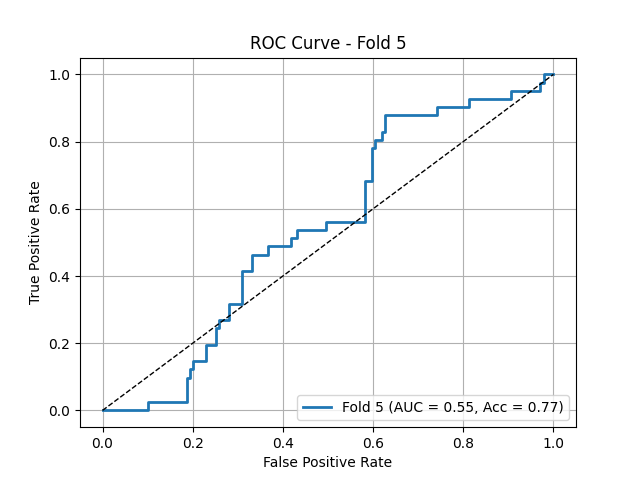 ROC Curve - Fold 5
True Positive Rate
1.0
0.8
0.6
0.4
0.2
0.0
Fold 5 (AUC = 0.55, Acc = 0.77)
0.0 0.2 0.4 0.6 0.8 1.0
False Positive Rate